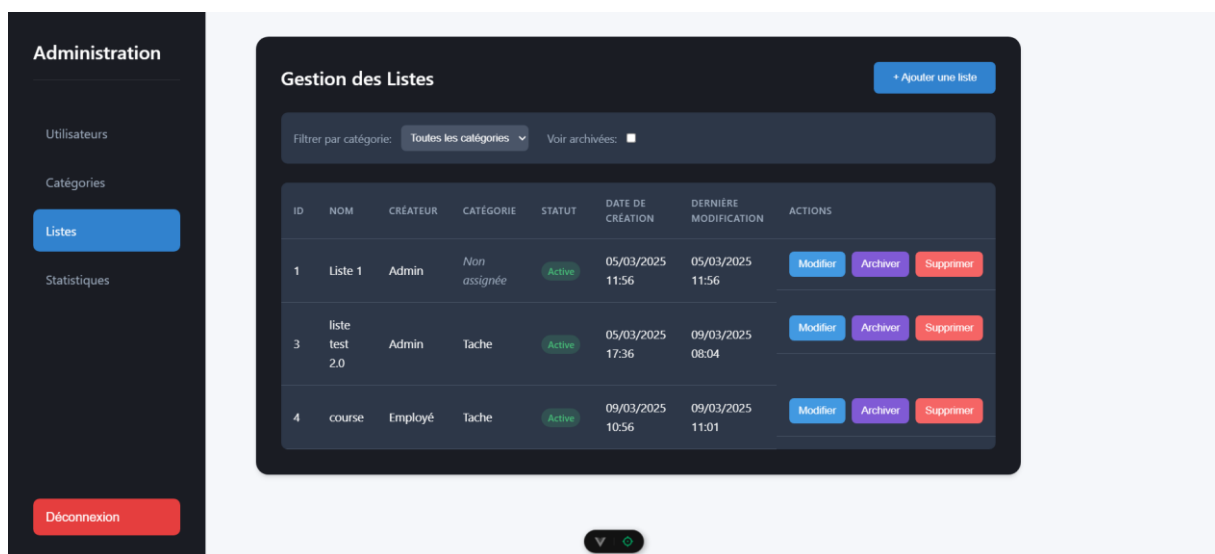 Administration
Utilisateurs
Catégories
Listes
Statistiques
Déconnexion
Gestion des Listes
+ Ajouter une liste
Filtrer par catégorie: Toutes les catégories Voir archivées:
ID NOM CRÉATEUR CATÉGORIE STATUT DATE DE CRÉATION DERNIÈRE MODIFICATION ACTIONS
1 Liste 1 Admin Non assignée Active 05/03/2025 11:56 05/03/2025 11:56 Modifier Archiver Supprimer
3 liste test 2.0 Admin Tache Active 05/03/2025 17:36 09/03/2025 08:04 Modifier Archiver Supprimer
4 course Employé Tache Active 09/03/2025 10:56 09/03/2025 11:01 Modifier Archiver Supprimer